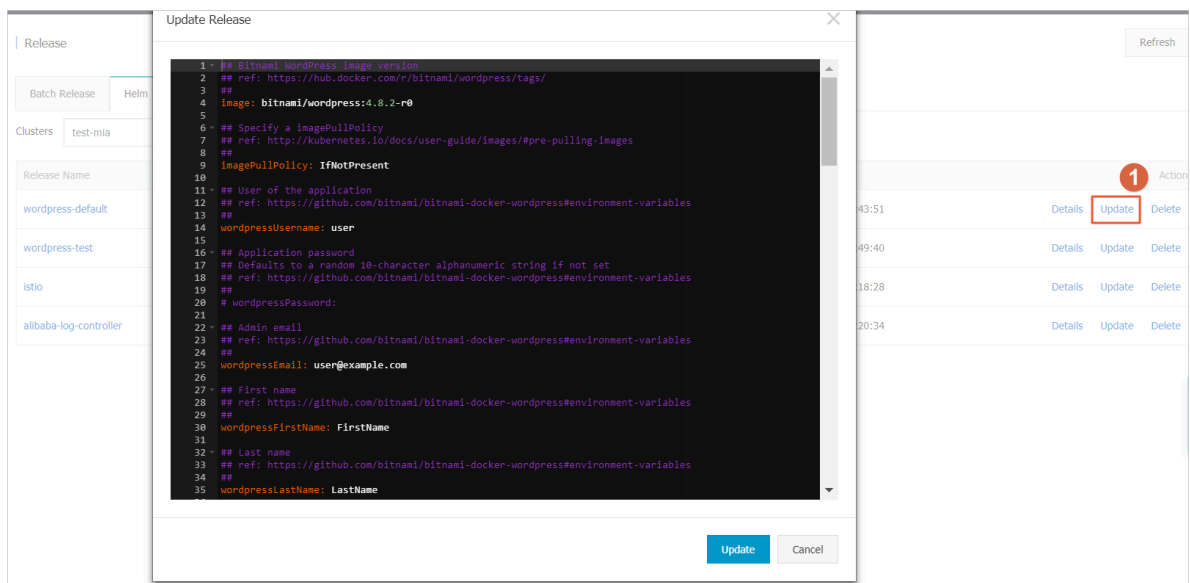 Update Release
Release
Refresh
Batch Release
Helm
Clusters
test-mia
Release Name
Action
1
wordpress-default
:43:51
Details
Update
Delete
wordpress-test
:49:40
Details
Update
Delete
istio
:18:28
Details
Update
Delete
alibaba-log-controller
:20:34
Details
Update
Delete
1 ## Bitnami WordPress image version
2 ## ref: https://hub.docker.com/r/bitnami/wordpress/tags/
3 ##
4 image: bitnami/wordpress:4.8.2-r0
5
6 ## Specify a imagePullPolicy
7 ## ref: http://kubernetes.io/docs/user-guide/images/#pre-pulling-images
8 ##
9 imagePullPolicy: IfNotPresent
10
11 ## User of the application
12 ## ref: https://github.com/bitnami/bitnami-docker-wordpress#environment-variables
13 ##
14 wordpressUsername: user
15
16 ## Application password
17 ## Defaults to a random 10-character alphanumeric string if not set
18 ## ref: https://github.com/bitnami/bitnami-docker-wordpress#environment-variables
19 ##
20 # wordpressPassword:
21
22 ## Admin email
23 ## ref: https://github.com/bitnami/bitnami-docker-wordpress#environment-variables
24 ##
25 wordpressEmail: user@example.com
26
27 ## First name
28 ## ref: https://github.com/bitnami/bitnami-docker-wordpress#environment-variables
29 ##
30 wordpressFirstName: FirstName
31
32 ## Last name
33 ## ref: https://github.com/bitnami/bitnami-docker-wordpress#environment-variables
34 ##
35 wordpressLastName: LastName
Update
Cancel